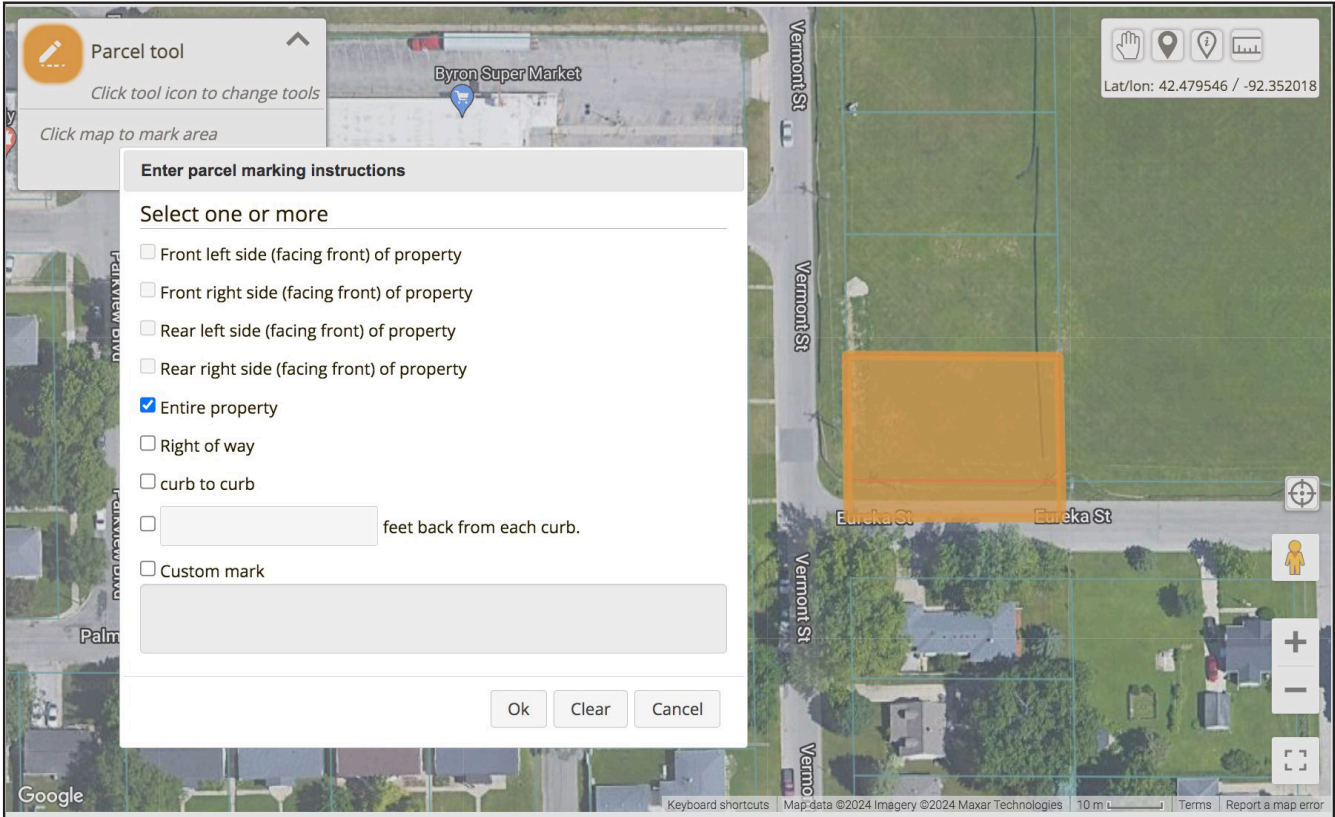 Parcel tool
Click tool icon to change tools
Click map to mark area
Byron Super Market
Vermont St
Lat/lon: 42.479546 / -92.352018
Enter parcel marking instructions
Select one or more
Front left side (facing front) of property
Front right side (facing front) of property
Rear left side (facing front) of property
Rear right side (facing front) of property
Entire property
Right of way
curb to curb
feet back from each curb.
Custom mark
Ok
Clear
Cancel
Parkview Blvd
Parkview Blvd
Palm
Vermont St
Eureka St
Eureka St
Vermont St
Vermo
Google
Keyboard shortcuts
Map data ©2024 Imagery ©2024 Maxar Technologies
10 m
Terms
Report a map error